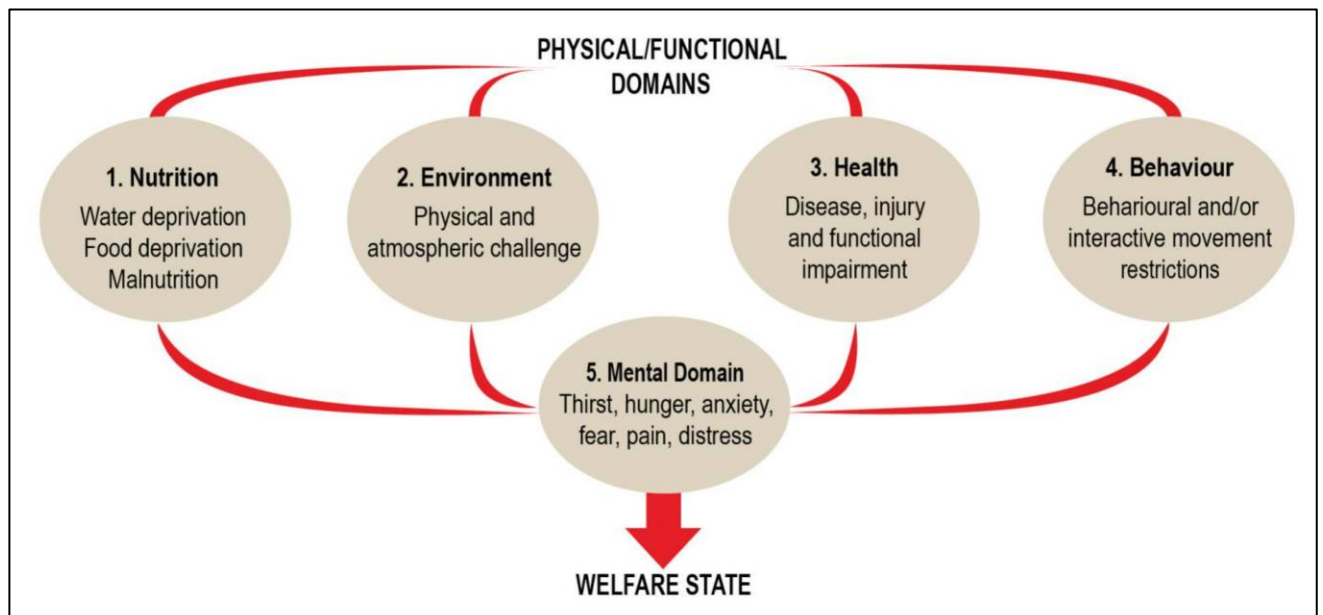 PHYSICAL/FUNCTIONAL
DOMAINS
1. Nutrition
Water deprivation
Food deprivation
Malnutrition
2. Environment
Physical and
atmospheric challenge
3. Health
Disease, injury
and functional
impairment
4. Behaviour
Beharioural and/or
interactive movement
restrictions
5. Mental Domain
Thirst, hunger, anxiety,
fear, pain, distress
WELFARE STATE